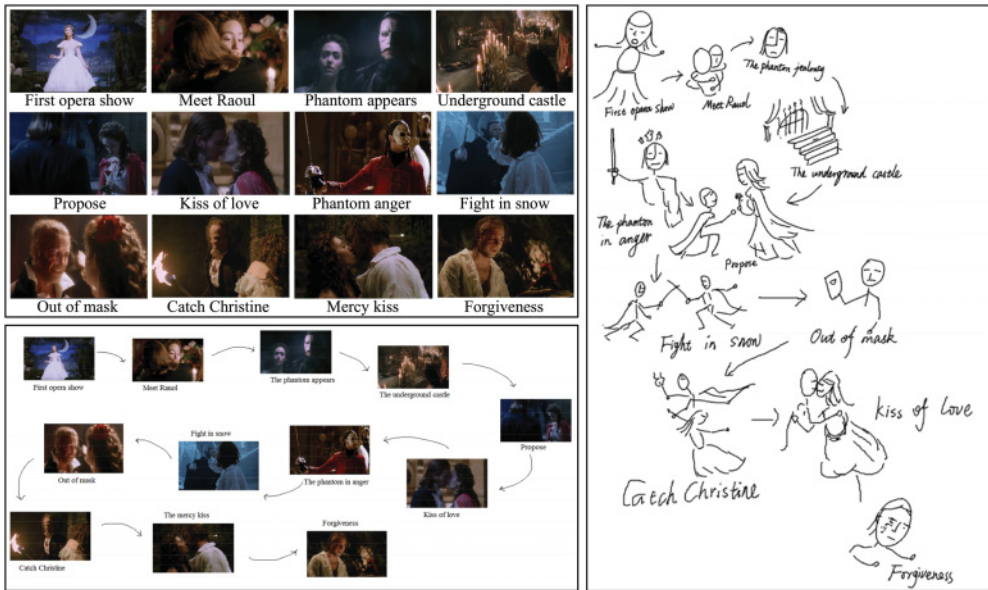 First opera show
Meet Raoul
Phantom appears
Underground castle
Propose
Kiss of love
Phantom anger
Fight in snow
Out of mask
Catch Christine
Mercy kiss
Forgiveness
First opera show
Meet Raoul
The phantom appears
The underground castle
Propose
Kiss of love
The phantom in anger
Fight in snow
Out of mask
Catch Christine
The mercy kiss
Forgiveness
First opera show
Meet Raoul
The phantom jealousy
The underground castle
Propose
The phantom
in anger
Fight in snow
Out of mask
Catch Christine
Kiss of Love
Forgiveness